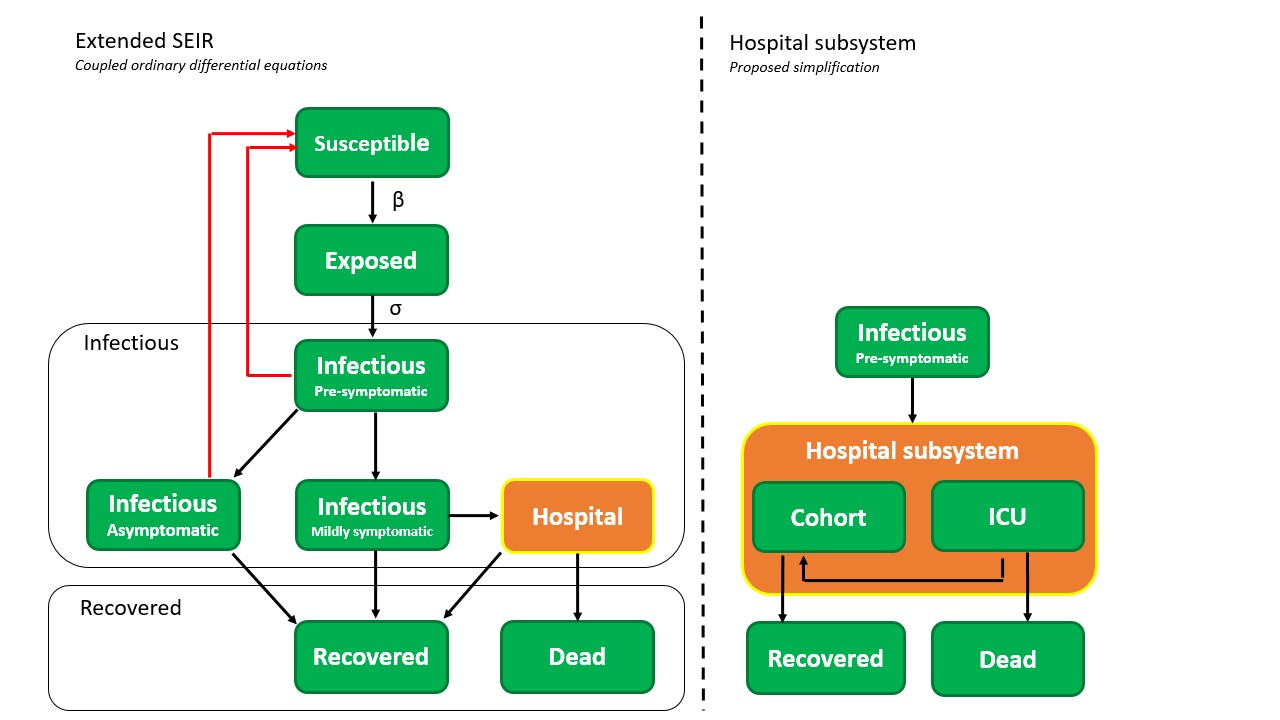 Extended SEIR
Coupled ordinary differential equations
Susceptible
β
Exposed
σ
Infectious
Infectious
Pre-symptomatic
Infectious
Asymptomatic
Infectious
Mildly symptomatic
Hospital
Recovered
Recovered
Dead
Hospital subsystem
Proposed simplification
Infectious
Pre-symptomatic
Hospital subsystem
Cohort
ICU
Recovered
Dead